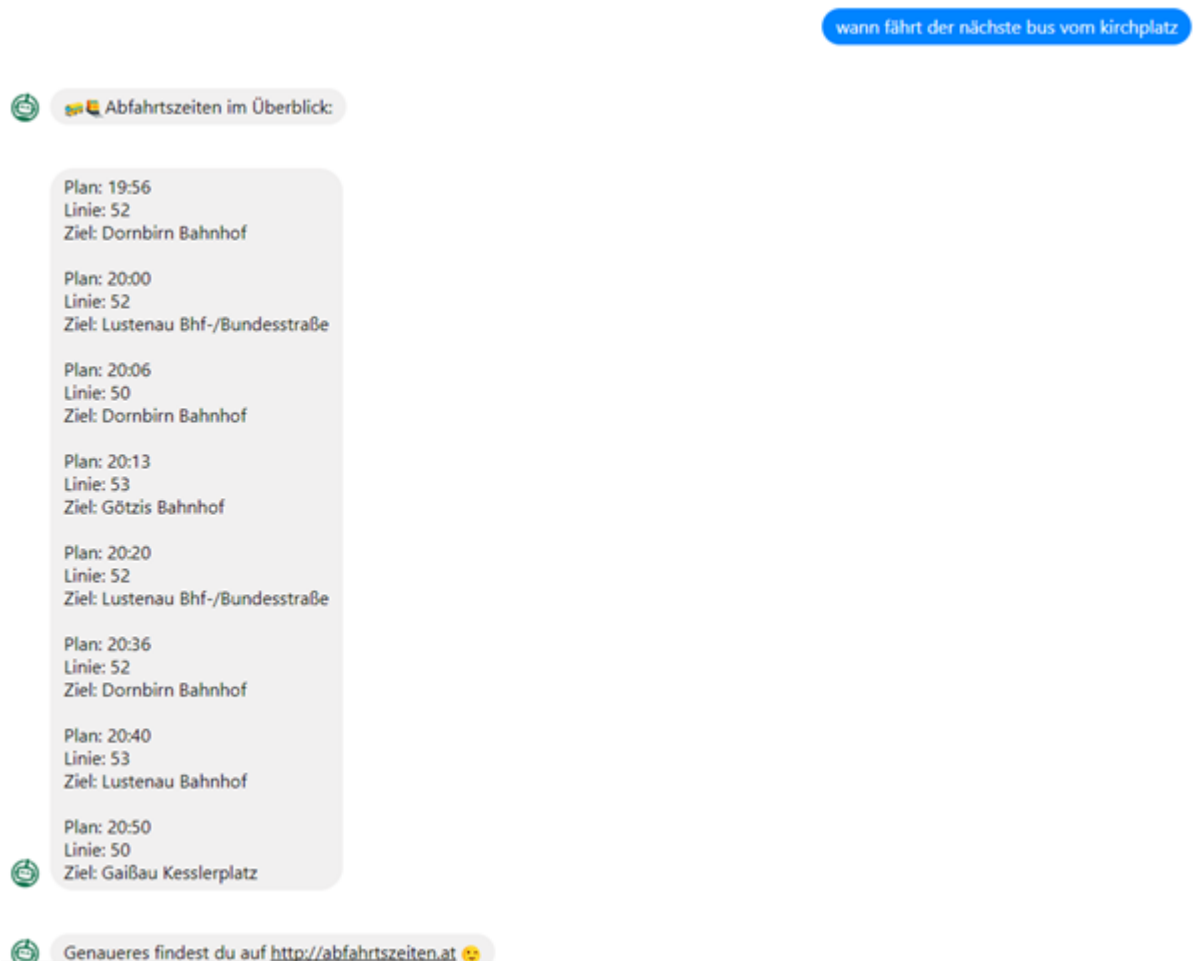 wann fährt der nächste bus vom kirchplatz
Abfahrtszeiten im Überblick:
Plan: 19:56
Linie: 52
Ziel: Dornbirn Bahnhof
Plan: 20:00
Linie: 52
Ziel: Lustenau Bhf-/Bundesstraße
Plan: 20:06
Linie: 50
Ziel: Dornbirn Bahnhof
Plan: 20:13
Linie: 53
Ziel: Götzis Bahnhof
Plan: 20:20
Linie: 52
Ziel: Lustenau Bhf-/Bundesstraße
Plan: 20:36
Linie: 52
Ziel: Dornbirn Bahnhof
Plan: 20:40
Linie: 53
Ziel: Lustenau Bahnhof
Plan: 20:50
Linie: 50
Ziel: Gaißau Kesslerplatz
Genaueres findest du auf http://abfahrtszeiten.at